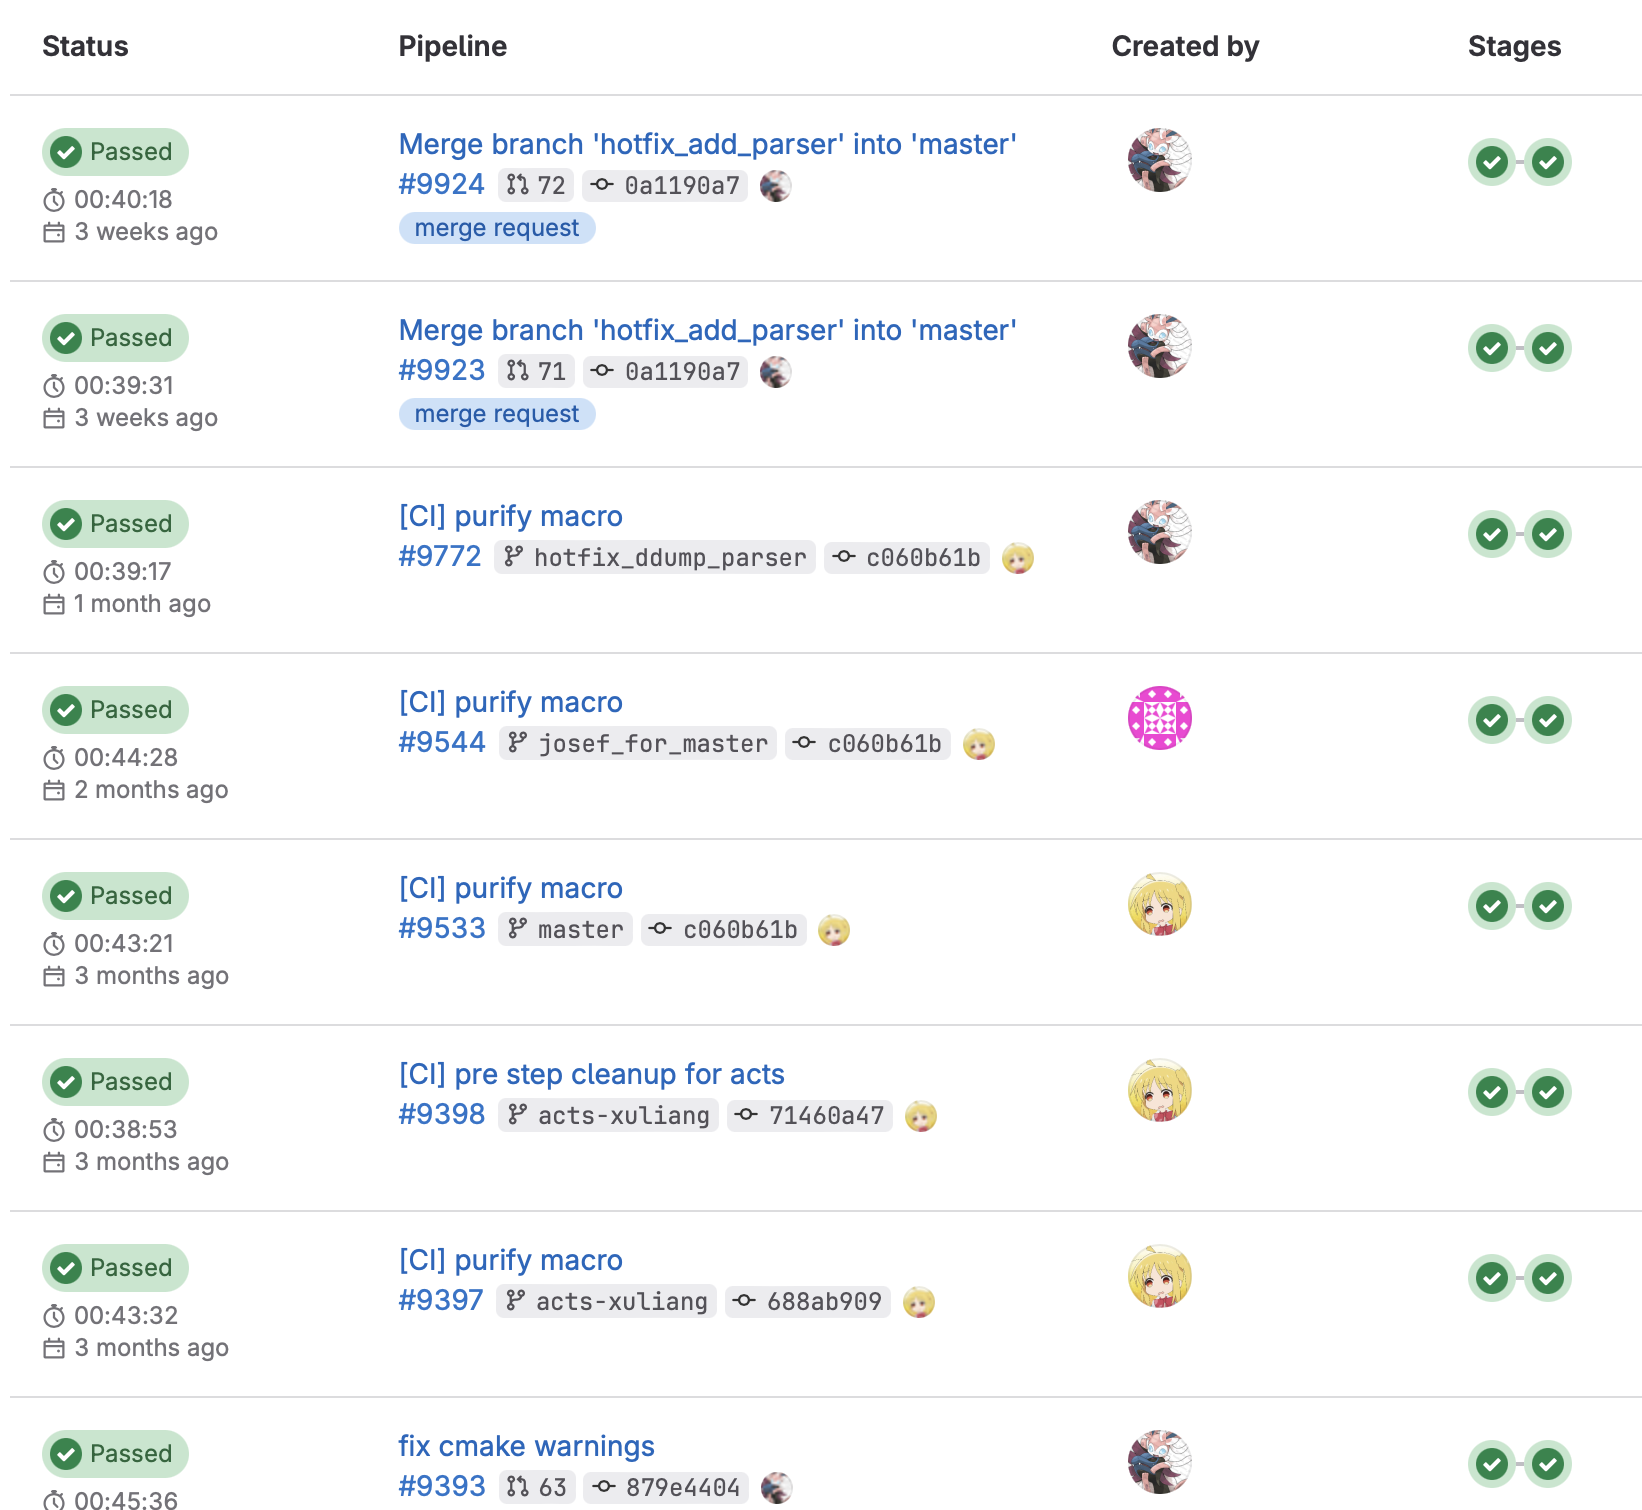 Status Pipeline Created by Stages
Passed
00:40:18
3 weeks ago
Merge branch 'hotfix_add_parser' into 'master'
#9924 72 0a1190a7
merge request
Passed
00:39:31
3 weeks ago
Merge branch 'hotfix_add_parser' into 'master'
#9923 71 0a1190a7
merge request
Passed
00:39:17
1 month ago
[CI] purify macro
#9772 hotfix_ddump_parser c060b61b
Passed
00:44:28
2 months ago
[CI] purify macro
#9544 josef_for_master c060b61b
Passed
00:43:21
3 months ago
[CI] purify macro
#9533 master c060b61b
Passed
00:38:53
3 months ago
[CI] pre step cleanup for acts
#9398 acts-xuliang 71460a47
Passed
00:43:32
3 months ago
[CI] purify macro
#9397 acts-xuliang 688ab909
Passed
00:45:36
fix cmake warnings
#9393 63 879e4404